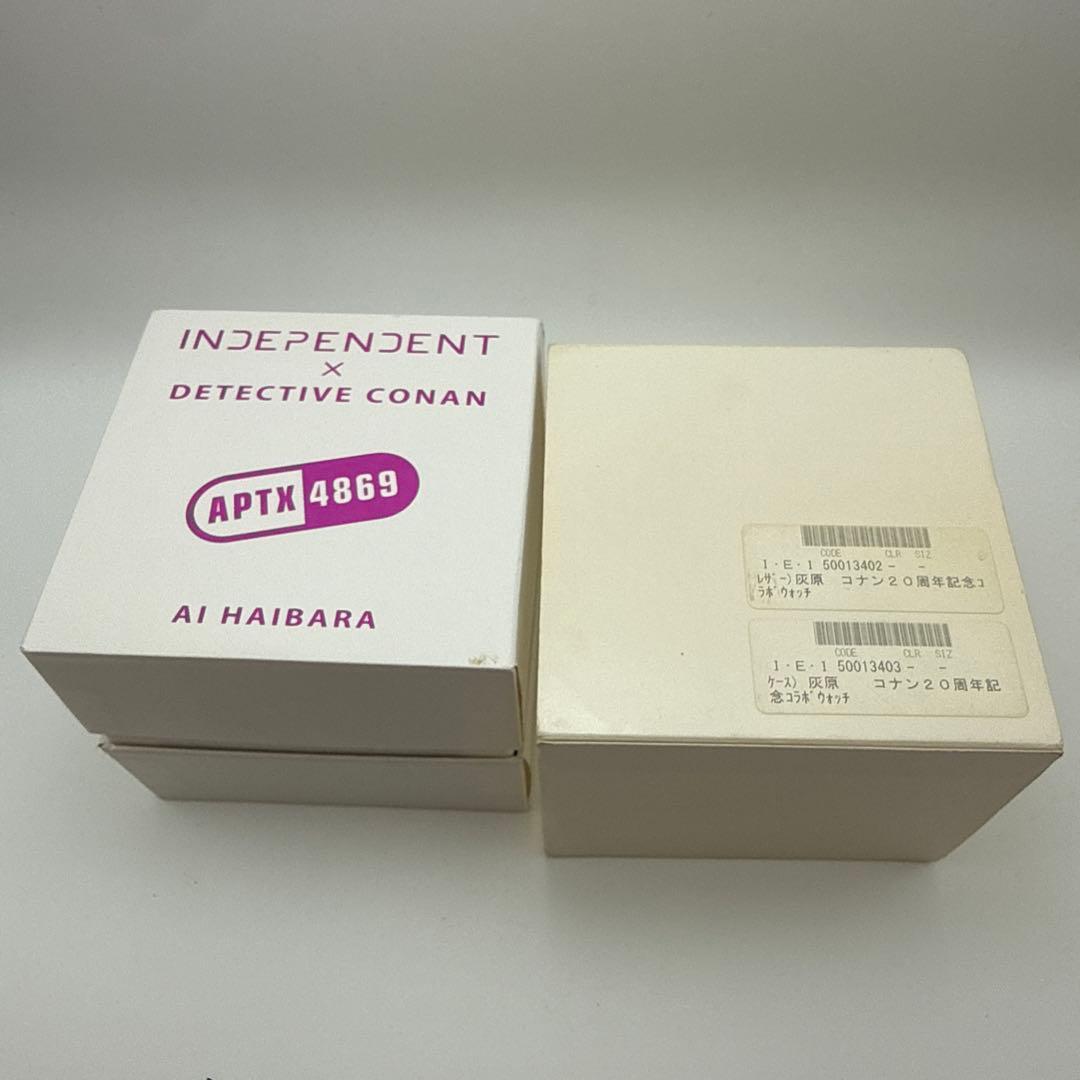 INDEPENDENT
×
DETECTIVE CONAN
APTX 4869
AI HAIBARA
CODE CLR SIZ
I・E・1 50013402 - -
ﾚｻﾞｰ) 灰原 コナン２０周年記念コ
ﾗﾎﾞｳｫｯﾁ
CODE CLR SIZ
I・E・1 50013403 - -
ｹｰｽ) 灰原 コナン２０周年記
念ｺﾗﾎﾞｳｫｯﾁ